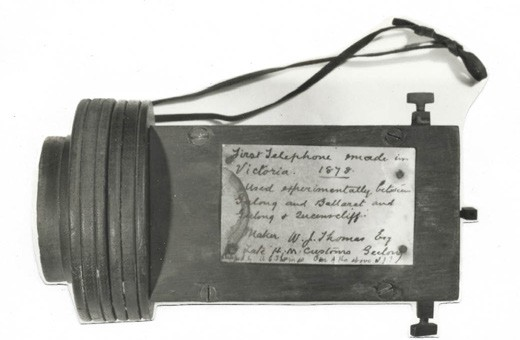 First Telephone made in
Victoria. 1878.
Used experimentally between
Geelong and Ballarat and
Geelong & Queenscliff.
Maker W. J. Thomas Esq
Late H. M. Customs Geelong